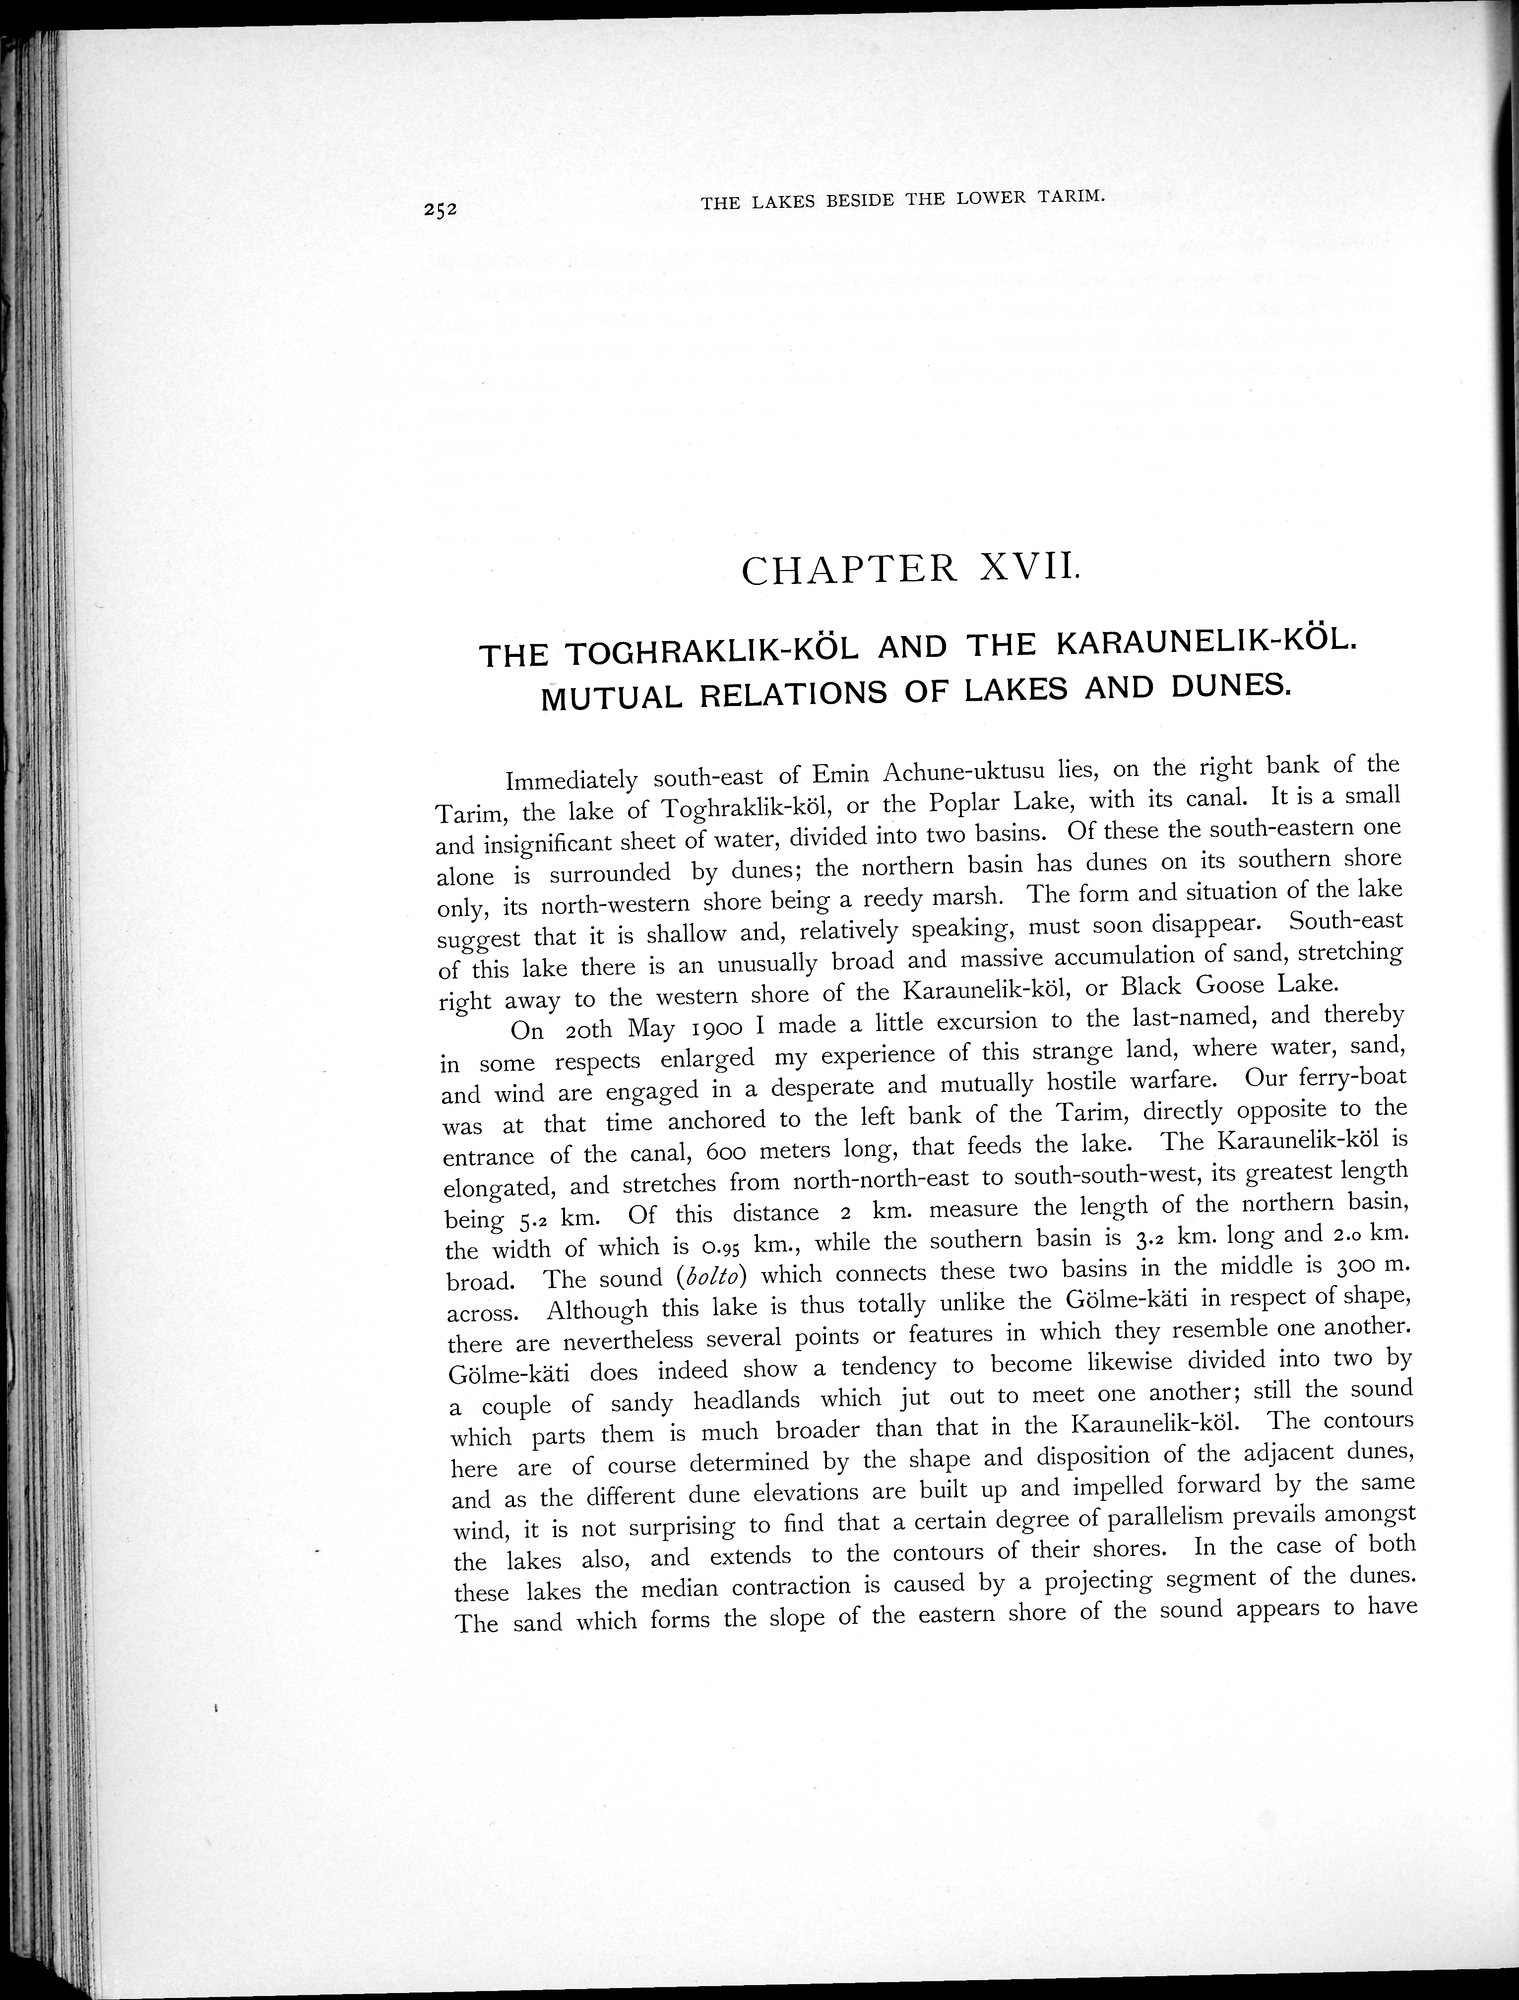 252
THE LAKES BESIDE THE LOWER TARIM.
CHAPTER XVII.
THE TOGHRAKLIK-KÖL AND THE KARAUNELIK-KÖL.
MUTUAL RELATIONS OF LAKES AND DUNES.
Immediately south-east of Emin Achune-uktusu lies, on the right bank of the
Tarim, the lake of Toghraklik-köl, or the Poplar Lake, with its canal. It is a small
and insignificant sheet of water, divided into two basins. Of these the south-eastern one
alone is surrounded by dunes; the northern basin has dunes on its southern shore
only, its north-western shore being a reedy marsh. The form and situation of the lake
suggest that it is shallow and, relatively speaking, must soon disappear. South-east
of this lake there is an unusually broad and massive accumulation of sand, stretching
right away to the western shore of the Karaunelik-köl, or Black Goose Lake.
On 20th May 1900 I made a little excursion to the last-named, and thereby
in some respects enlarged my experience of this strange land, where water, sand,
and wind are engaged in a desperate and mutually hostile warfare. Our ferry-boat
was at that time anchored to the left bank of the Tarim, directly opposite to the
entrance of the canal, 600 meters long, that feeds the lake. The Karaunelik-köl is
elongated, and stretches from north-north-east to south-south-west, its greatest length
being 5.2 km. Of this distance 2 km. measure the length of the northern basin,
the width of which is 0.95 km., while the southern basin is 3.2 km. long and 2.0 km.
broad. The sound (bolto) which connects these two basins in the middle is 300 m.
across. Although this lake is thus totally unlike the Gölme-käti in respect of shape,
there are nevertheless several points or features in which they resemble one another.
Gölme-käti does indeed show a tendency to become likewise divided into two by
a couple of sandy headlands which jut out to meet one another; still the sound
which parts them is much broader than that in the Karaunelik-köl. The contours
here are of course determined by the shape and disposition of the adjacent dunes,
and as the different dune elevations are built up and impelled forward by the same
wind, it is not surprising to find that a certain degree of parallelism prevails amongst
the lakes also, and extends to the contours of their shores. In the case of both
these lakes the median contraction is caused by a projecting segment of the dunes.
The sand which forms the slope of the eastern shore of the sound appears to have